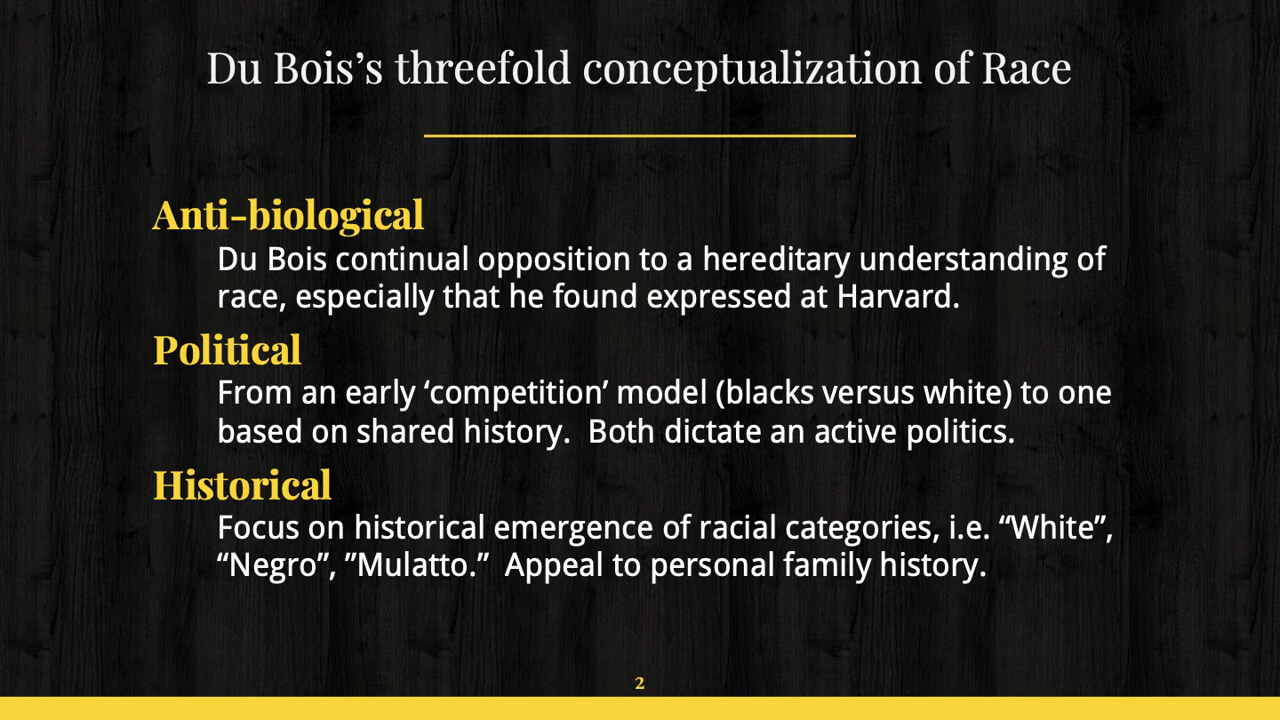 Du Bois’s threefold conceptualization of Race
Anti-biological
Du Bois continual opposition to a hereditary understanding of
race, especially that he found expressed at Harvard.
Political
From an early ‘competition’ model (blacks versus white) to one
based on shared history.  Both dictate an active politics.
Historical
Focus on historical emergence of racial categories, i.e. “White”,
“Negro”, ”Mulatto.”  Appeal to personal family history.
2